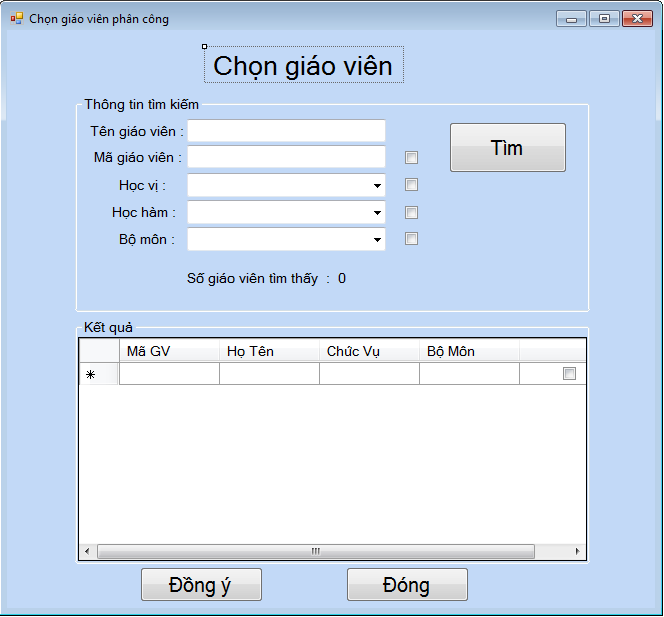 Chọn giáo viên phân công
Chọn giáo viên
Thông tin tìm kiếm
Tên giáo viên :
Mã giáo viên :
Tìm
Học vị :
Học hàm :
Bộ môn :
Số giáo viên tìm thấy : 0
Kết quả
Mã GV Họ Tên Chức Vụ Bộ Môn
Đồng ý Đóng